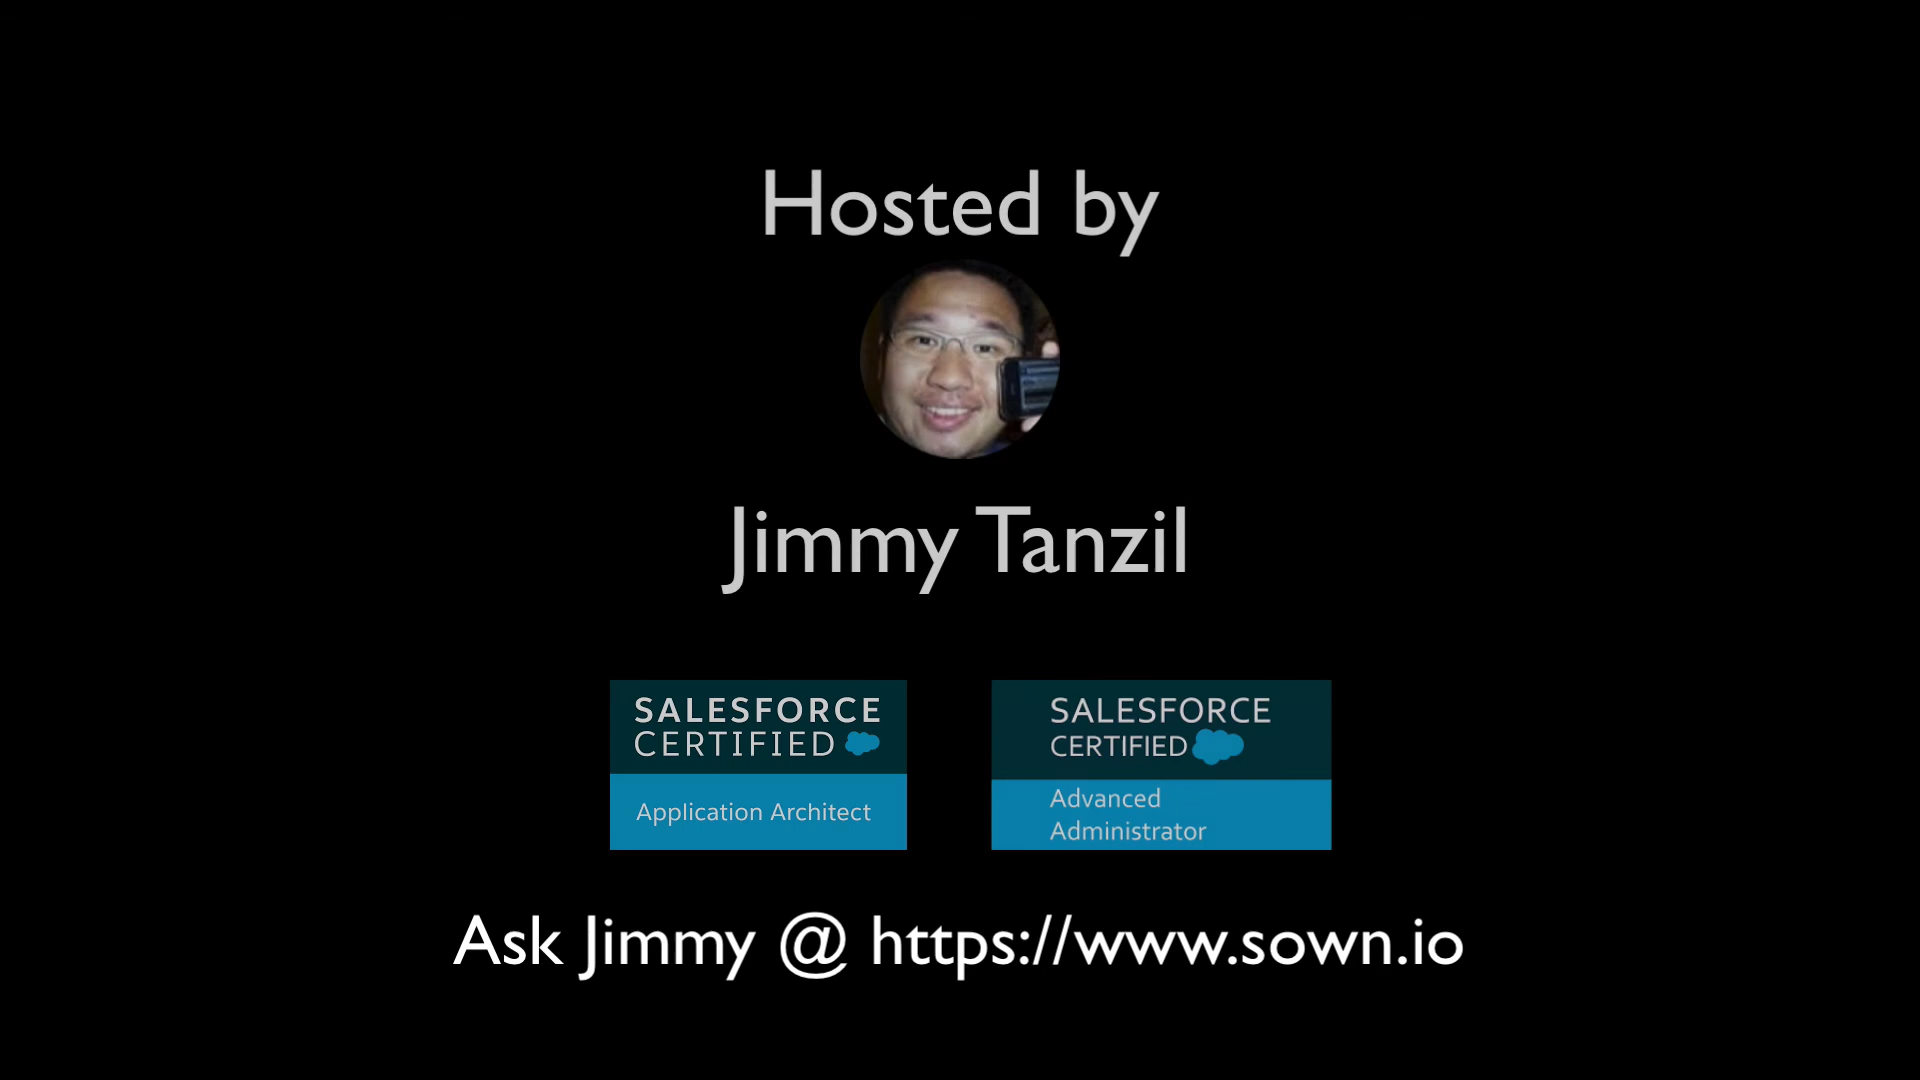 Hosted by
Jimmy Tanzil
SALESFORCE
CERTIFIED
Application Architect
SALESFORCE
CERTIFIED
Advanced
Administrator
Ask Jimmy @ https://www.sown.io